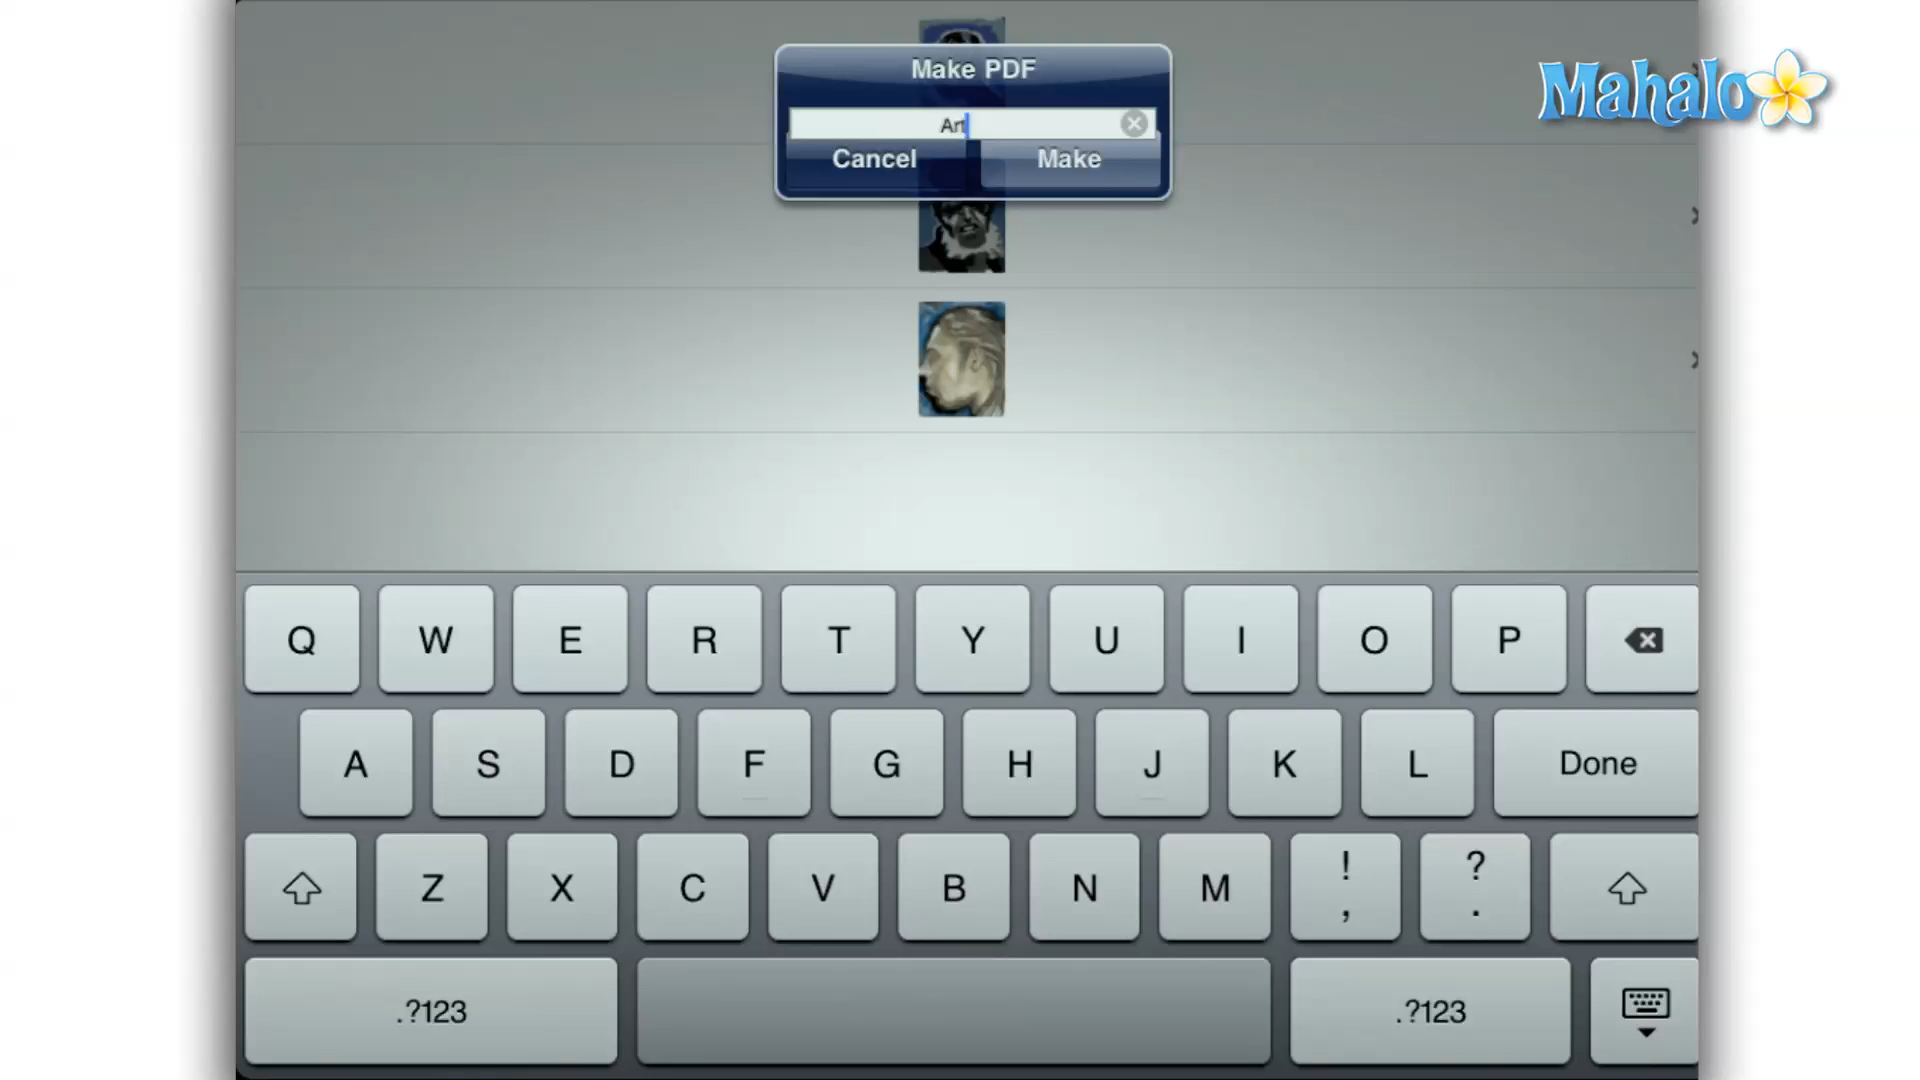 Make PDF
Mahalo
Art
Cancel Make
Q W E R T Y U I O P
A S D F G H J K L Done
Z X C V B N M ! , ? .
.?123 .?123